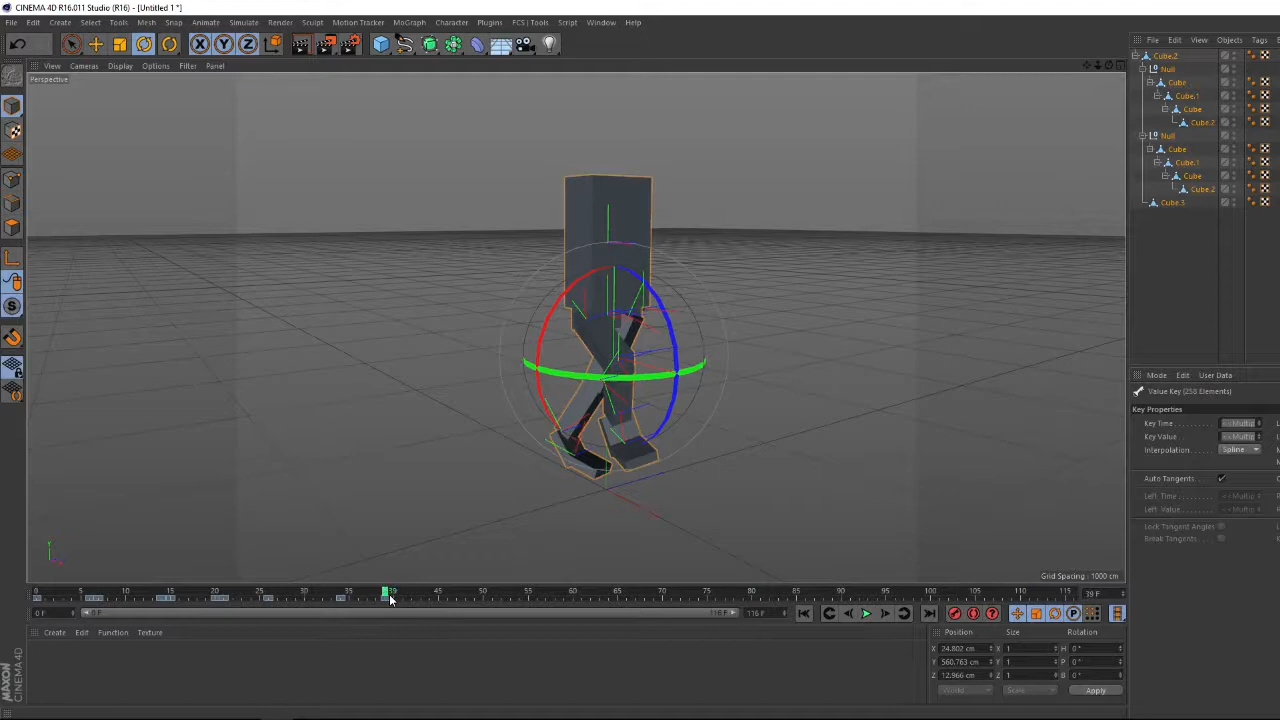 CINEMA 4D R16.011 Studio (R16) - [Untitled 1 *]
File Edit Create Select Tools Mesh Snap Animate Simulate Render Sculpt Motion Tracker MoGraph Character Plugins FCS | Tools Script Window Help
File Edit View Objects Tags
X Y Z
View Cameras Display Options Filter Panel
Perspective
Cube.2
Null
Cube
Cube.1
Cube
Cube.2
Null
Cube
Cube.1
Cube
Cube.2
Cube.3
Mode Edit User Data
Value Key (258 Elements)
Key Properties
Key Time
Key Value
Interpolation Spline
Auto Tangents
Left: Time
Left: Value
Lock Tangent Angles
Break Tangents
Y
Grid Spacing : 1000 cm
0 5 10 15 20 25 30 35 39 45 50 55 60 65 70 75 80 85 90 95 100 105 110 115 39 F
0 F 0 F 116 F 116 F
Create Edit Function Texture
Position Size Rotation
X 24.802 cm X 1 H 0 °
Y 560.763 cm Y 1 P 0 °
Z 12.966 cm Z 1 B 0 °
World Scale Apply
MAXON
CINEMA 4D